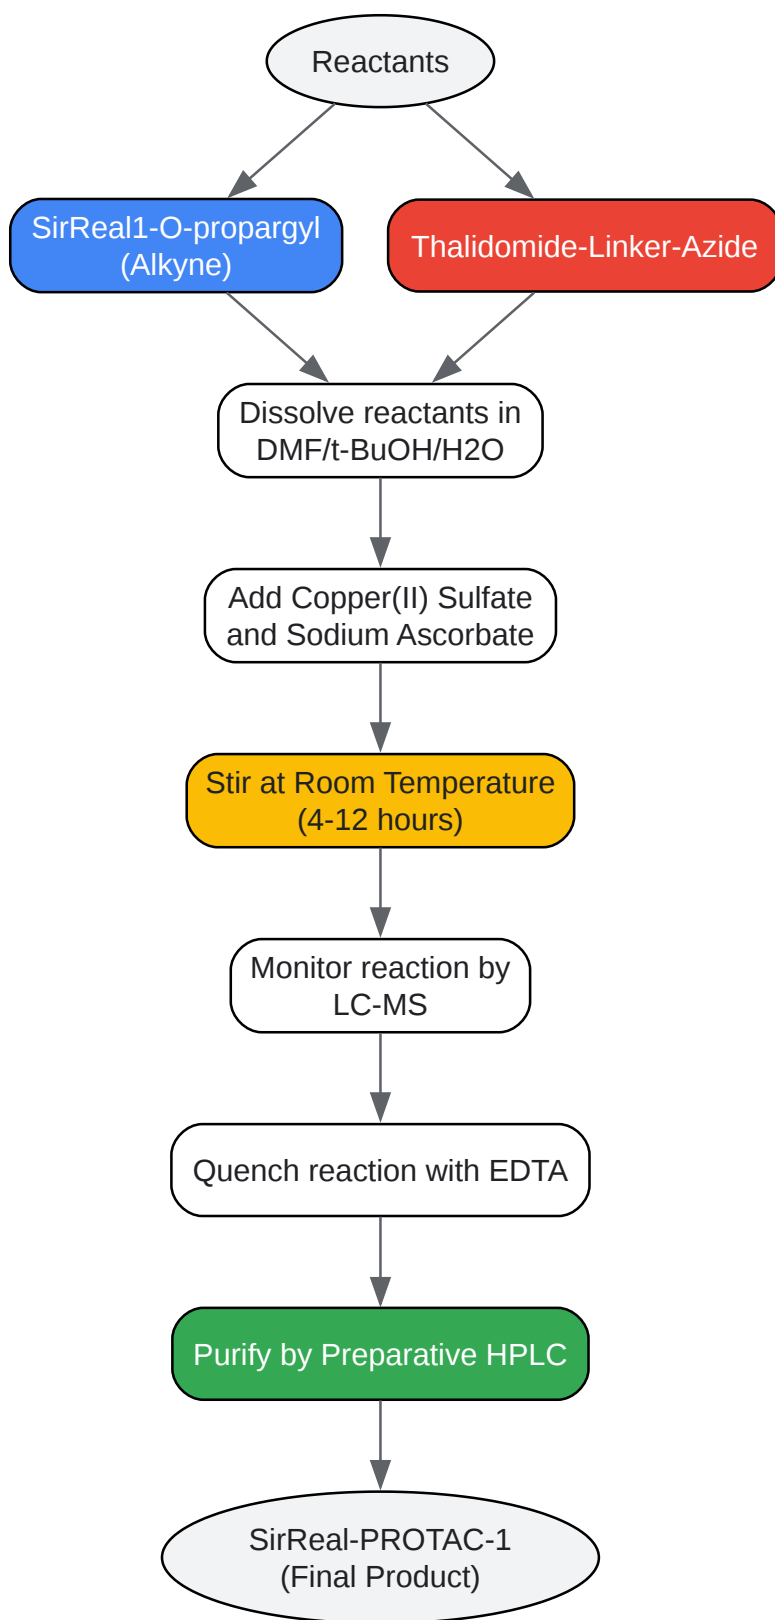 Reactants
SirReal1-O-propargyl
(Alkyne)
Thalidomide-Linker-Azide
Dissolve reactants in
DMF/t-BuOH/H2O
Add Copper(II) Sulfate
and Sodium Ascorbate
Stir at Room Temperature
(4-12 hours)
Monitor reaction by
LC-MS
Quench reaction with EDTA
Purify by Preparative HPLC
SirReal-PROTAC-1
(Final Product)